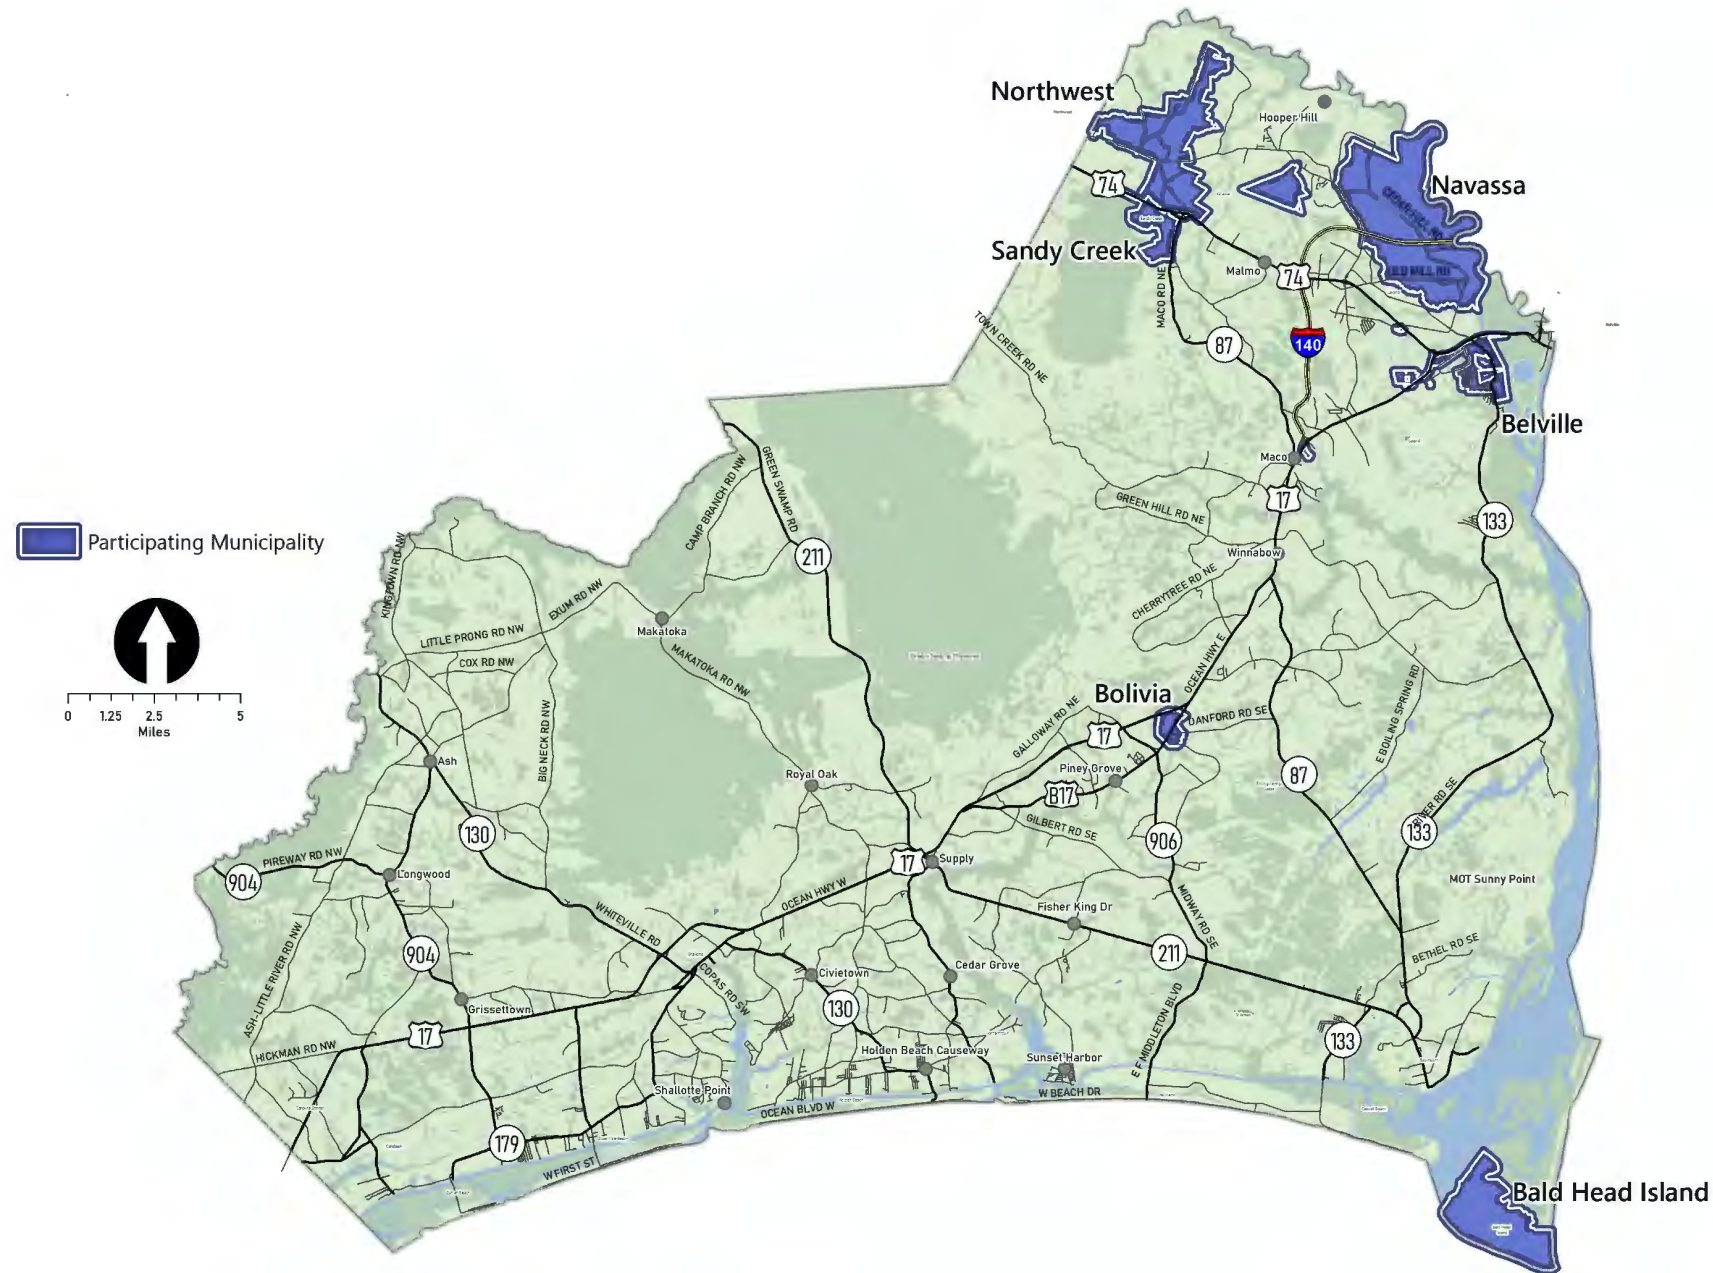 Northwest
Hooper Hill
Navassa
74
CEDAR HILL RD
Sandy Creek
Malmo
74
OLD MILL RD
MACO RD NE
TOWN CREEK RD NE
87
140
Belville
Maco
GREEN SWAMP RD
CAMP BRANCH RD NW
17
GREEN HILL RD NE
133
Participating Municipality
KINGTOWN RD NW
211
Winnabow
EXUM RD NW
CHERRYTREE RD NE
Makatoka
LITTLE PRONG RD NW
COX RD NW
MAKATOKA RD NW
OCEAN HWY E
0 1.25 2.5 5
Miles
BIG NECK RD NW
Bolivia
GALLOWAY RD NE
DANFORD RD SE
E BOILING SPRING RD
17
Ash
Royal Oak
Piney Grove
87
B17
RIVER RD SE
130
GILBERT RD SE
906
133
PIREWAY RD NW
904
Longwood
17
Supply
MOT Sunny Point
OCEAN HWY W
WHITEVILLE RD
Fisher King Dr
MIDWAY RD SE
ASH-LITTLE RIVER RD NW
904
211
BETHEL RD SE
COPAS RD SW
Civietown
Cedar Grove
Grissettown
130
E F MIDDLETON BLVD
17
133
HICKMAN RD NW
Holden Beach Causeway
Sunset Harbor
Shallotte Point
W BEACH DR
OCEAN BLVD W
179
W FIRST ST
Bald Head Island